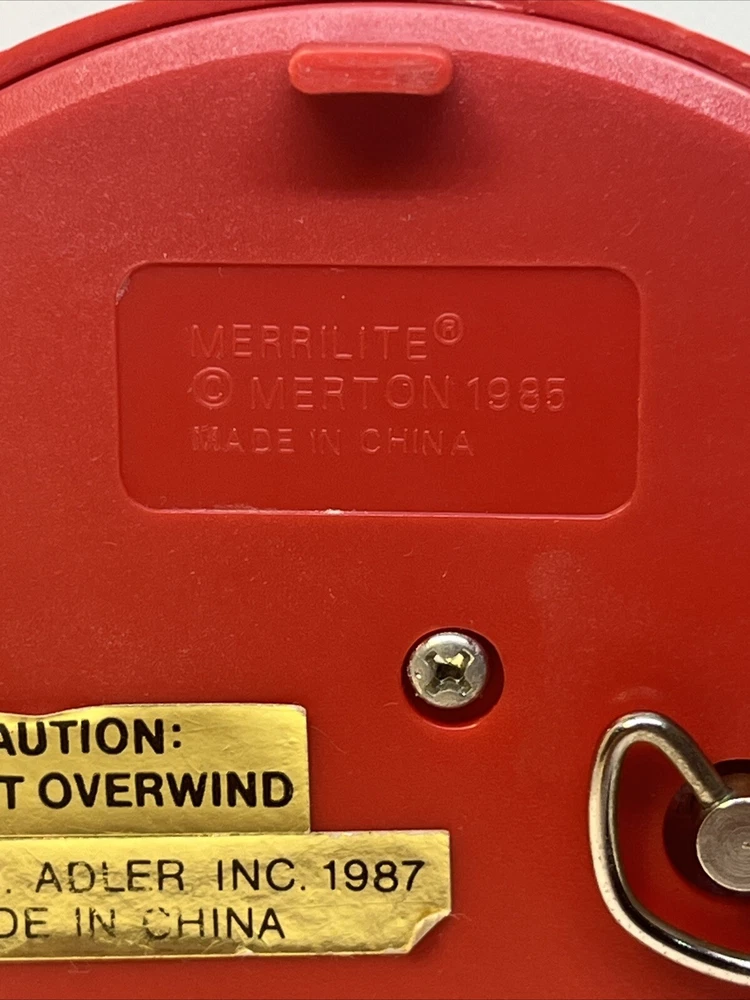 MERRILITE®
© MERTON 1985
MADE IN CHINA
AUTION:
T OVERWIND
. ADLER INC. 1987
DE IN CHINA